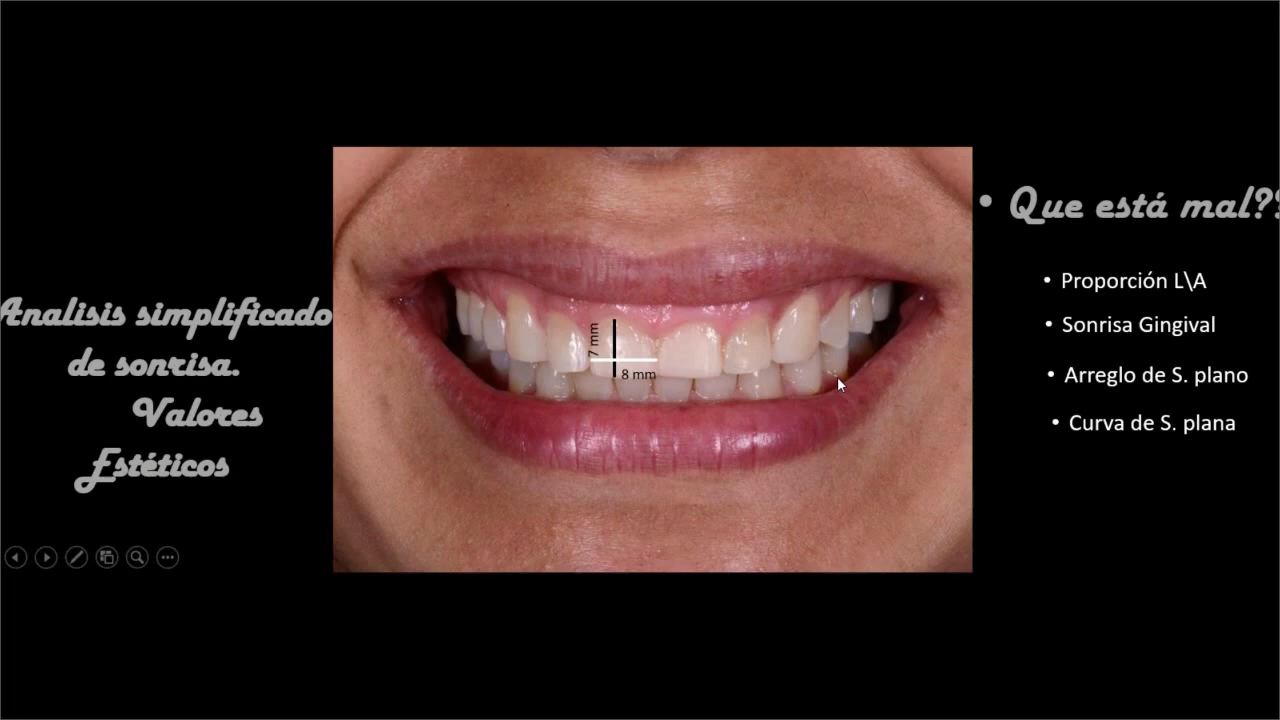 Analisis simplificado
de sonrisa.
Valores
Estéticos
7 mm
8 mm
• Que está mal??
• Proporción L\A
• Sonrisa Gingival
• Arreglo de S. plano
• Curva de S. plana